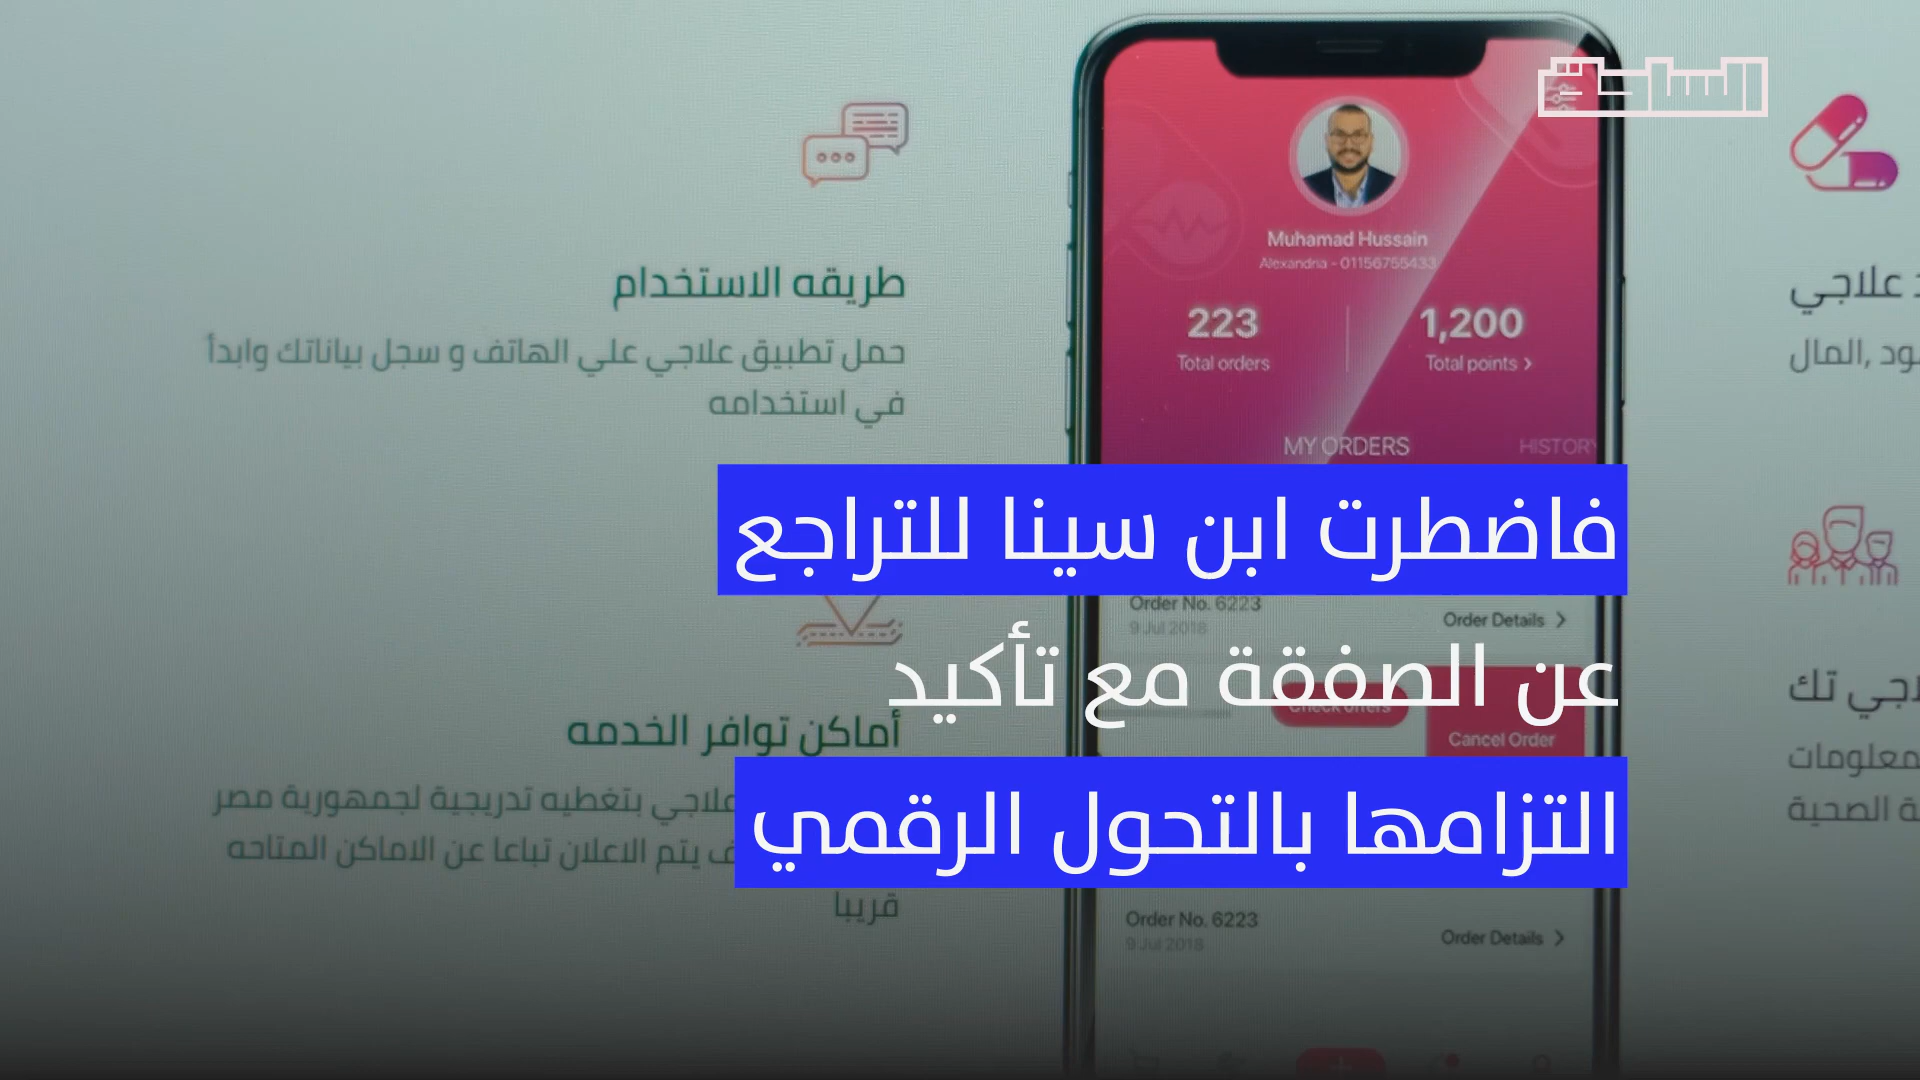 Muhamad Hussain
Alexandria - 01156755433
223
Total orders
1,200
Total points
MY ORDERS
HISTORY
طريقه الاستخدام
حمل تطبيق علاجي علي الهاتف و سجل بياناتك وابدأ
في استخدامه
علاجي
المال
فاضطرت ابن سينا للتراجع
عن الصفقة مع تأكيد
التزامها بالتحول الرقمي
Order No. 6223
9 Jul 2018
Order Details
Check offers
Cancel Order
أماكن توافر الخدمه
علاجي بتغطيه تدريجية لجمهورية مصر
يتم الاعلان تباعا عن الاماكن المتاحه
قريبا
تك
الصحية
Order No. 6223
9 Jul 2018
Order Details